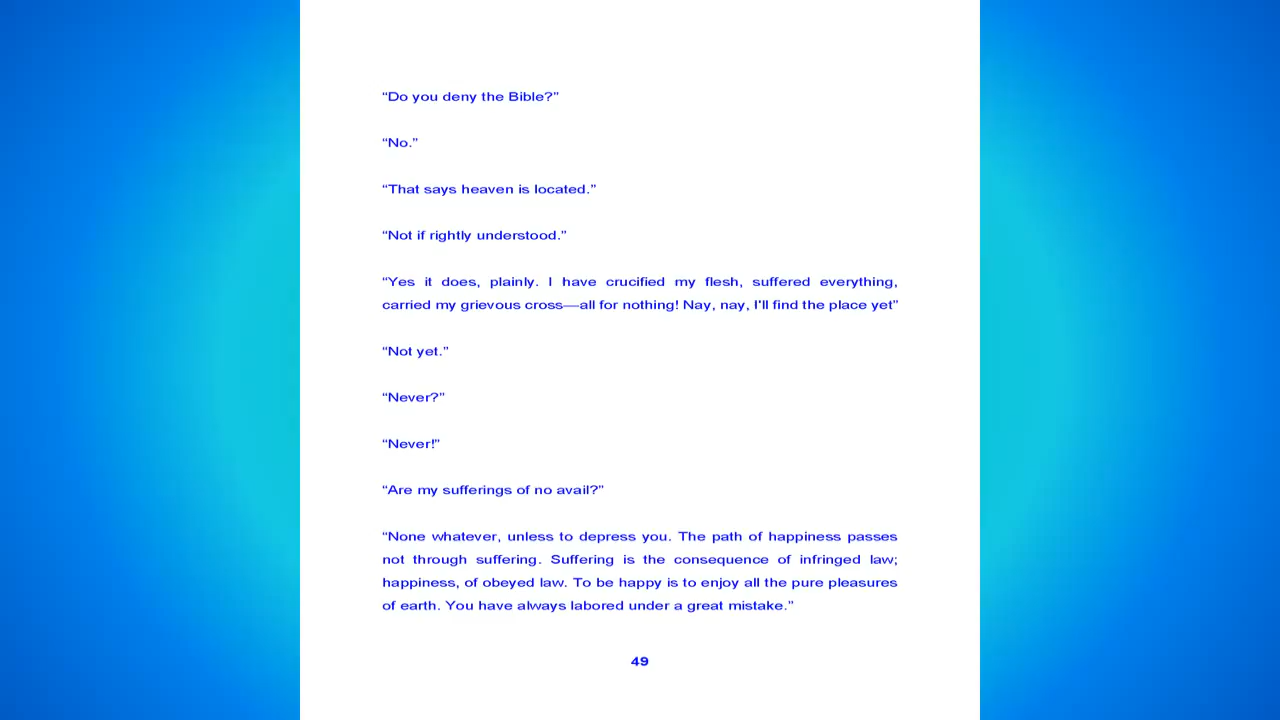 “Do you deny the Bible?”
“No.”
“That says heaven is located.”
“Not if rightly understood.”
“Yes it does, plainly. I have crucified my flesh, suffered everything,
carried my grievous cross—all for nothing! Nay, nay, I'll find the place yet”
“Not yet.”
“Never?”
“Never!”
“Are my sufferings of no avail?”
“None whatever, unless to depress you. The path of happiness passes
not through suffering. Suffering is the consequence of infringed law;
happiness, of obeyed law. To be happy is to enjoy all the pure pleasures
of earth. You have always labored under a great mistake.”
49